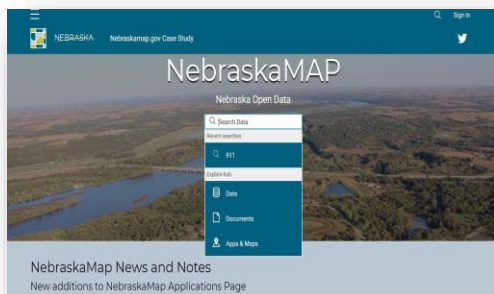 Sign In
NEBRASKA Nebraskamap.gov Case Study
NebraskaMAP
Nebraska Open Data
Search Data
Recent searches
911
Explore hub
Data
Documents
Apps & Maps
NebraskaMap News and Notes
New additions to NebraskaMap Applications Page